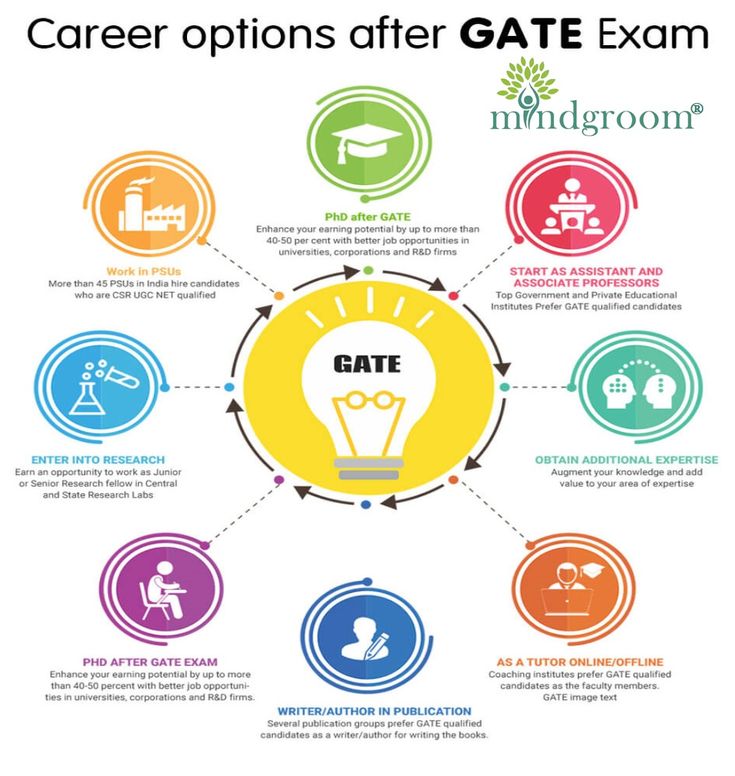 Career options after GATE Exam
mindgroom®
PhD after GATE
Enhance your earning potential by up to more than
40-50 per cent with better job opportunities in
universities, corporations and R&D firms
Work in PSUs
More than 45 PSUs in India hire candidates
who are CSR UGC NET qualified
START AS ASSISTANT AND
ASSOCIATE PROFESSORS
Top Government and Private Educational
Institutes Prefer GATE qualified candidates
GATE
ENTER INTO RESEARCH
Earn an opportunity to work as Junior
or Senior Research fellow in Central
and State Research Labs
OBTAIN ADDITIONAL EXPERTISE
Augment your knowledge and add
value to your area of expertise
PHD AFTER GATE EXAM
Enhance your earning potential by up to more
than 40-50 percent with better job opportuni-
ties in universities, corporations and R&D firms.
AS A TUTOR ONLINE/OFFLINE
Coaching institutes prefer GATE qualified
candidates as the faculty members.
GATE image text
WRITER/AUTHOR IN PUBLICATION
Several publication groups prefer GATE qualified
candidates as a writer/author for writing the books.